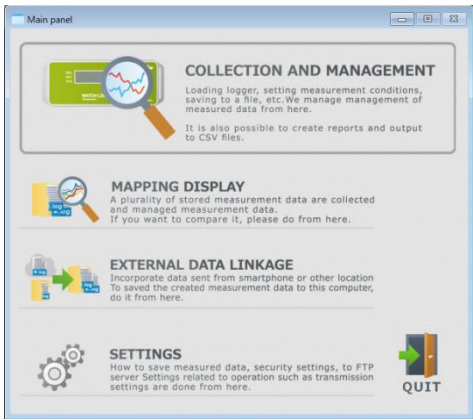 Main panel
COLLECTION AND MANAGEMENT
Loading logger, setting measurement conditions,
saving to a file, etc.We manage management of
measured data from here.
It is also possible to create reports and output
to CSV files.
MAPPING DISPLAY
A plurality of stored measurement data are collected
and managed measurement data.
If you want to compare it, please do from here.
EXTERNAL DATA LINKAGE
Incorporate data sent from smartphone or other location
To saved the created measurement data to this computer,
do it from here.
SETTINGS
How to save measured data, security settings, to FTP
server Settings related to operation such as transmission
settings are done from here.
QUIT